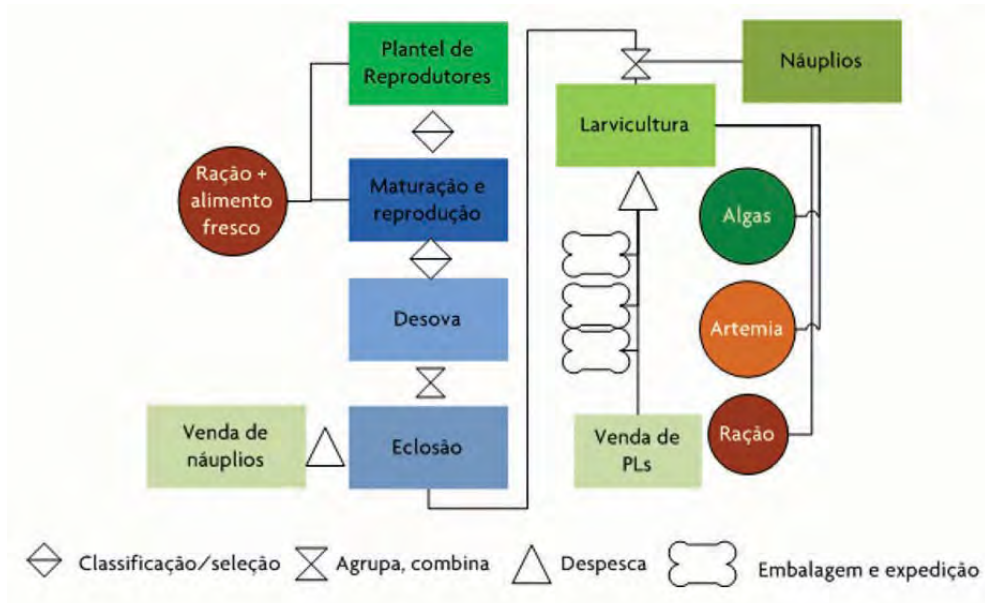 Plantel de
Reprodutores
Náuplios
Larvicultura
Ração +
alimento
fresco
Maturação e
reprodução
Algas
Desova
Artemia
Venda de
náuplios
Eclosão
Venda de
PLs
Ração
Classificação/seleção
Agrupa, combina
Despesca
Embalagem e expedição